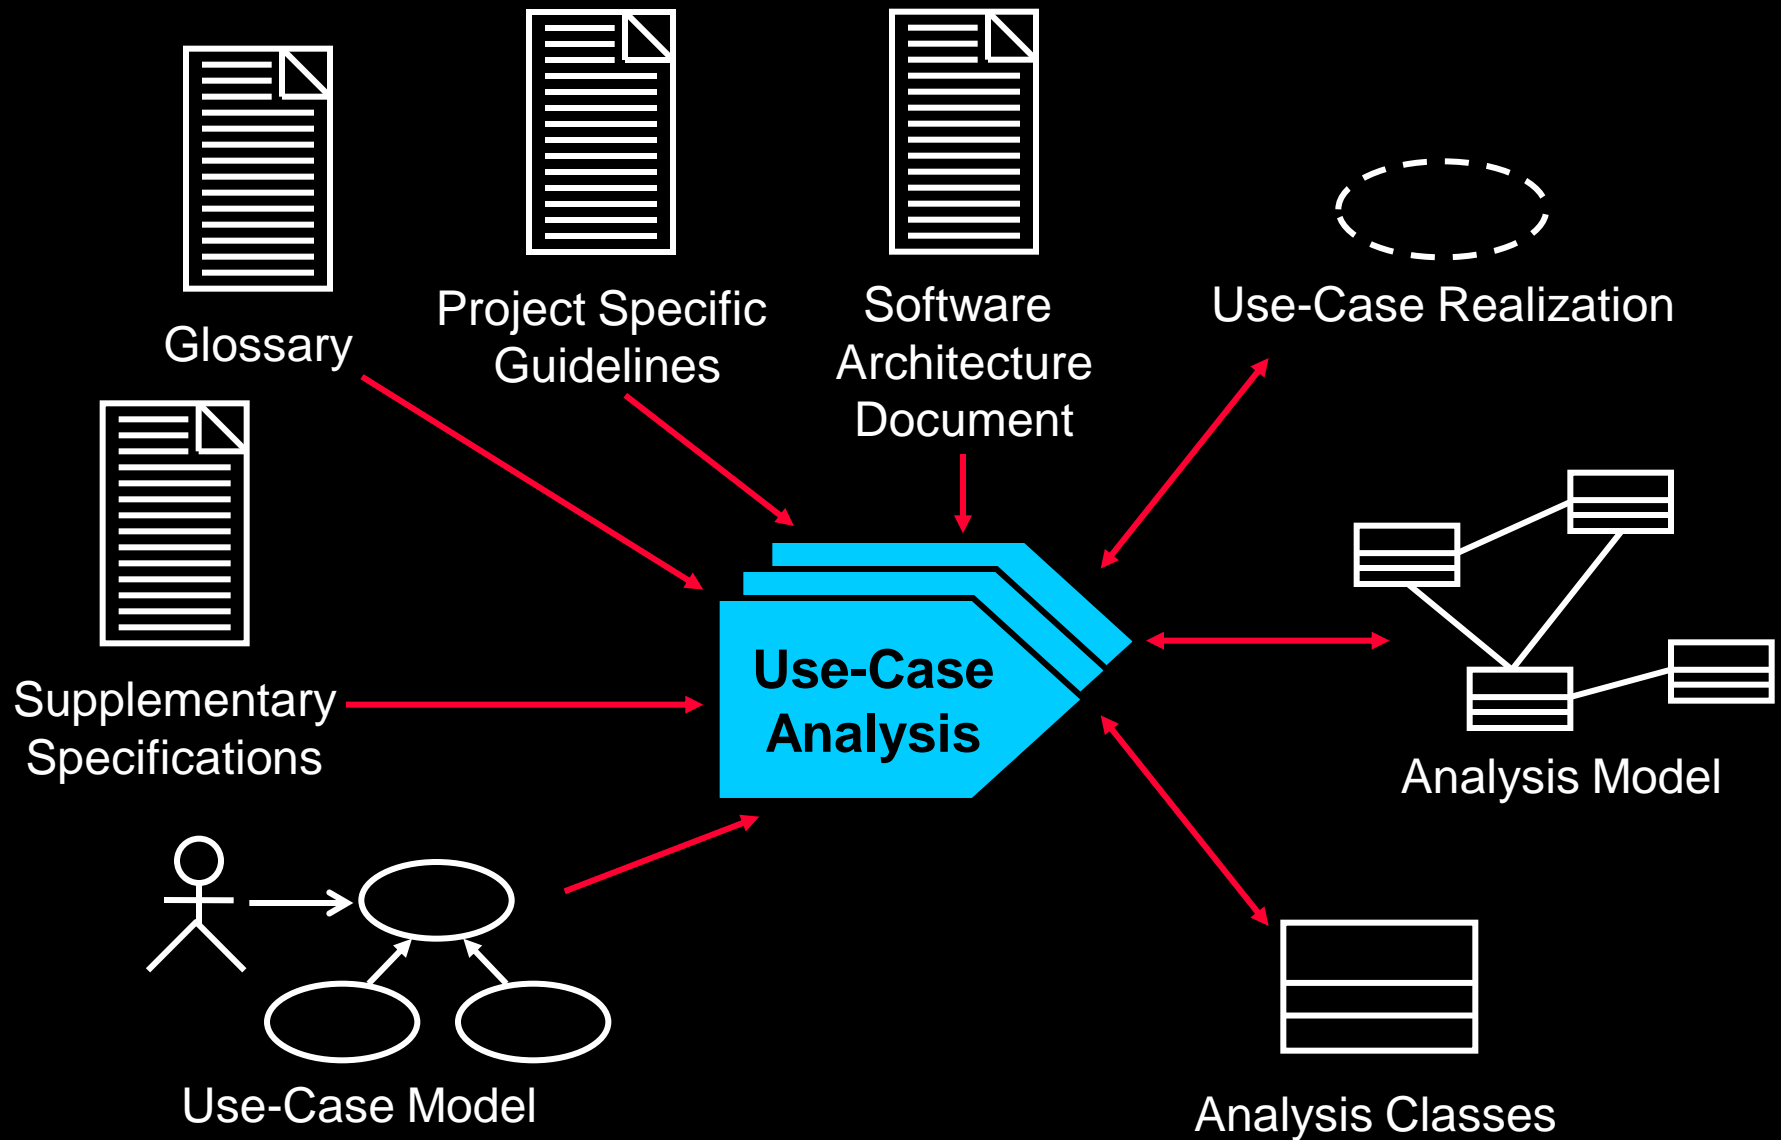 Glossary
Project Specific
Guidelines
Software
Architecture
Document
Use-Case Realization
Supplementary
Specifications
Use-Case
Analysis
Analysis Model
Use-Case Model
Analysis Classes